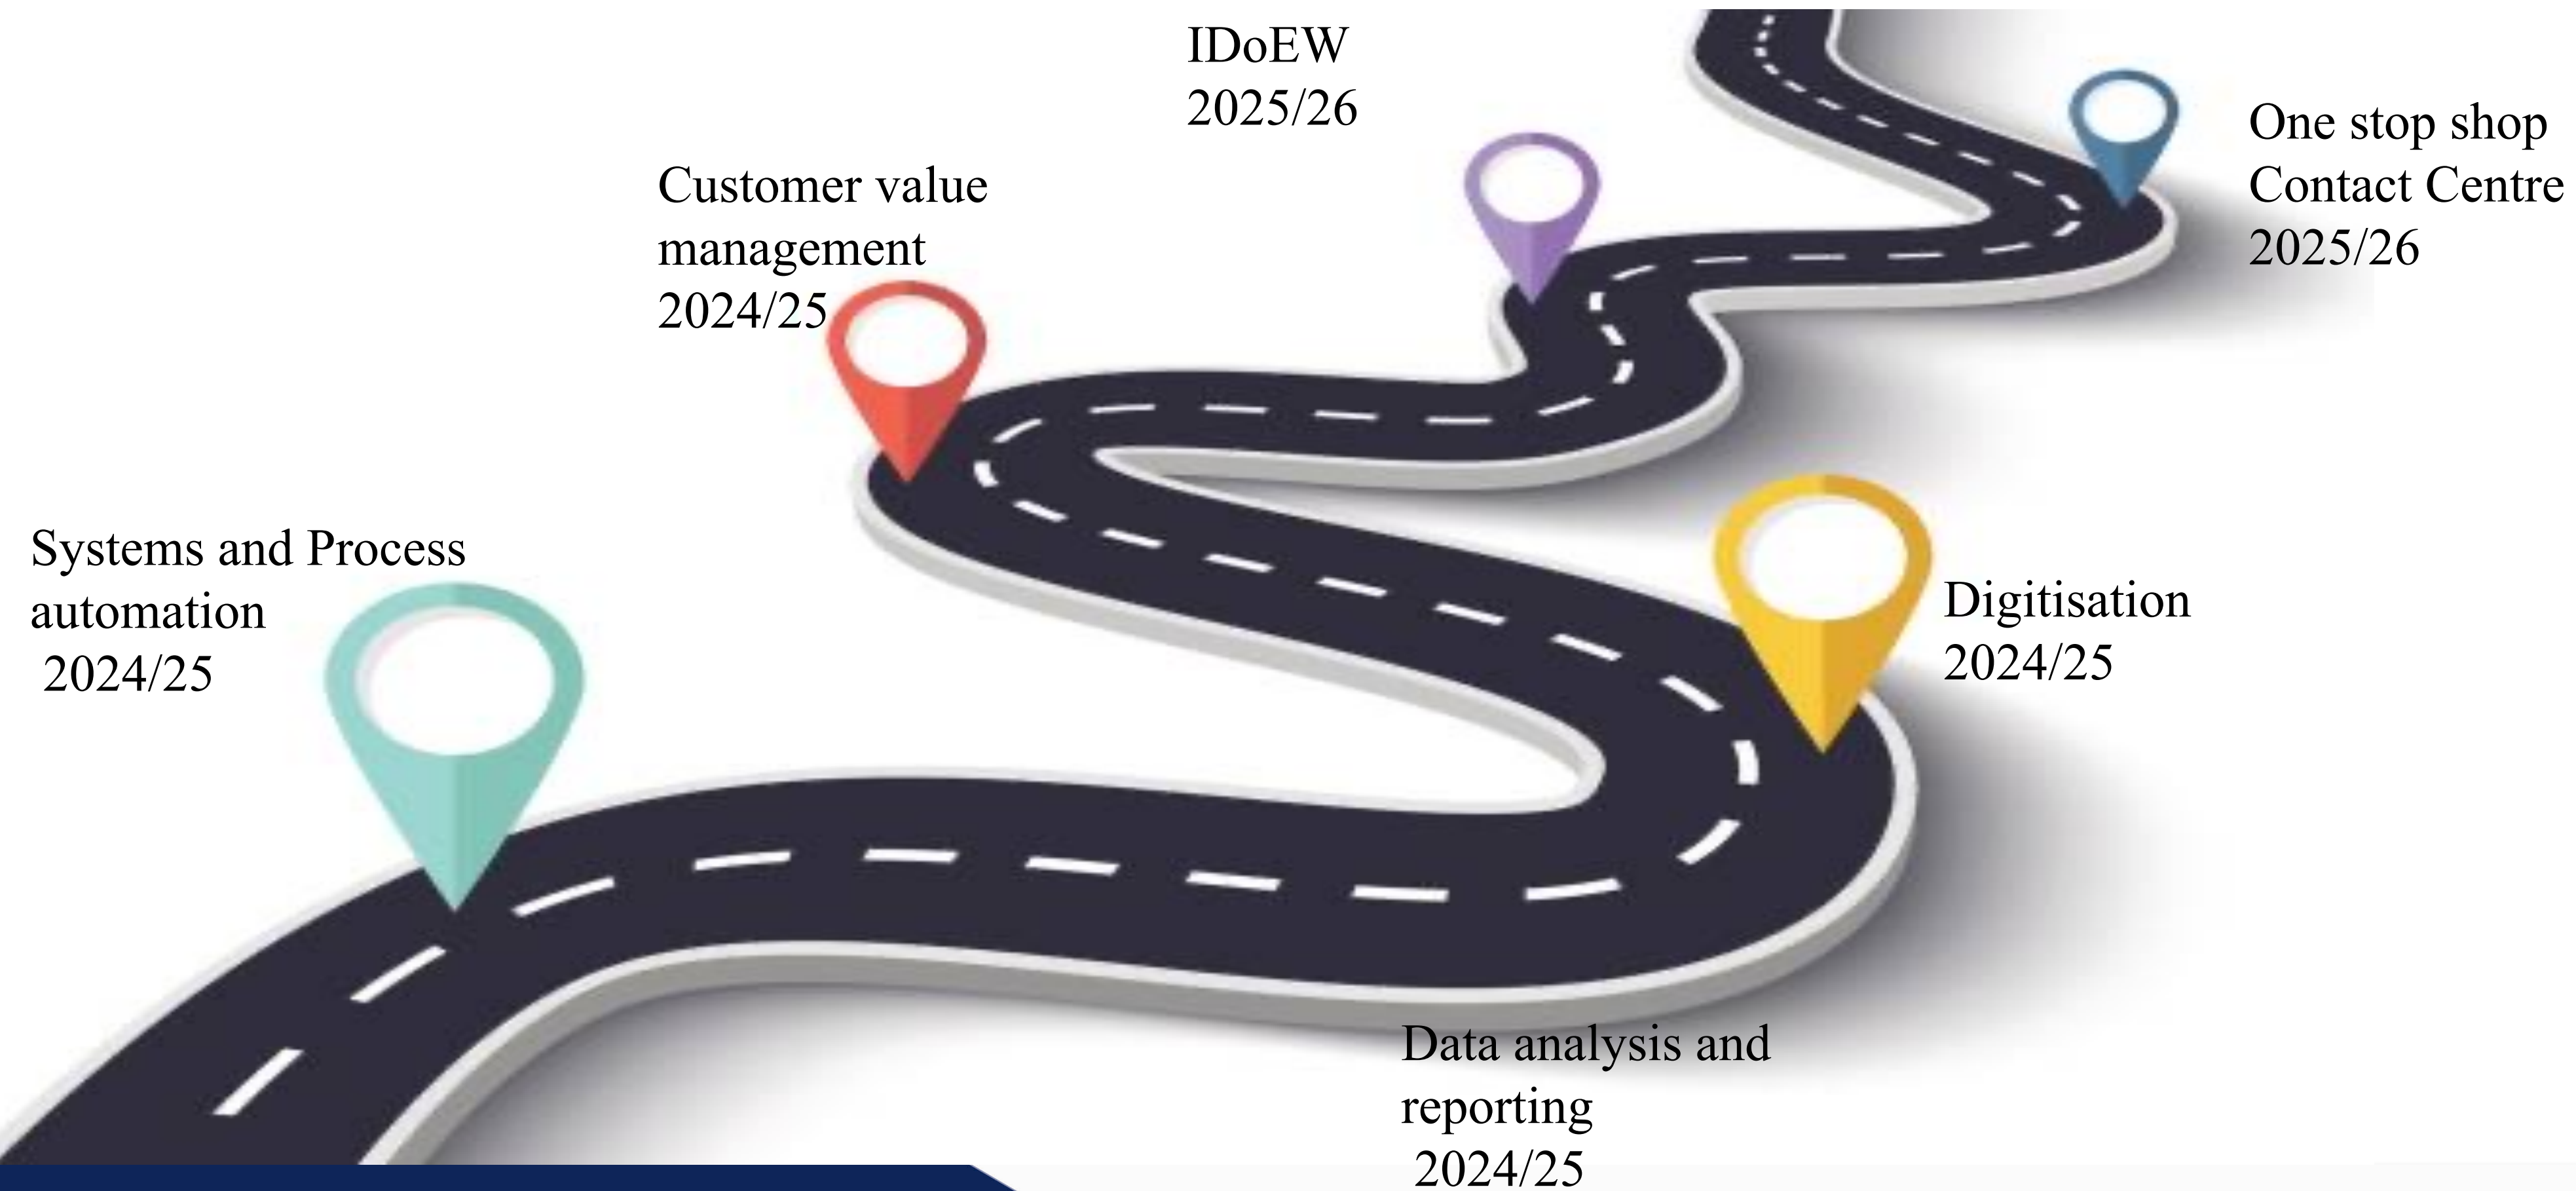 IDoEW
2025/26
One stop shop
Contact Centre
2025/26
Customer value
management
2024/25
Systems and Process
automation
2024/25
Digitisation
2024/25
Data analysis and
reporting
2024/25